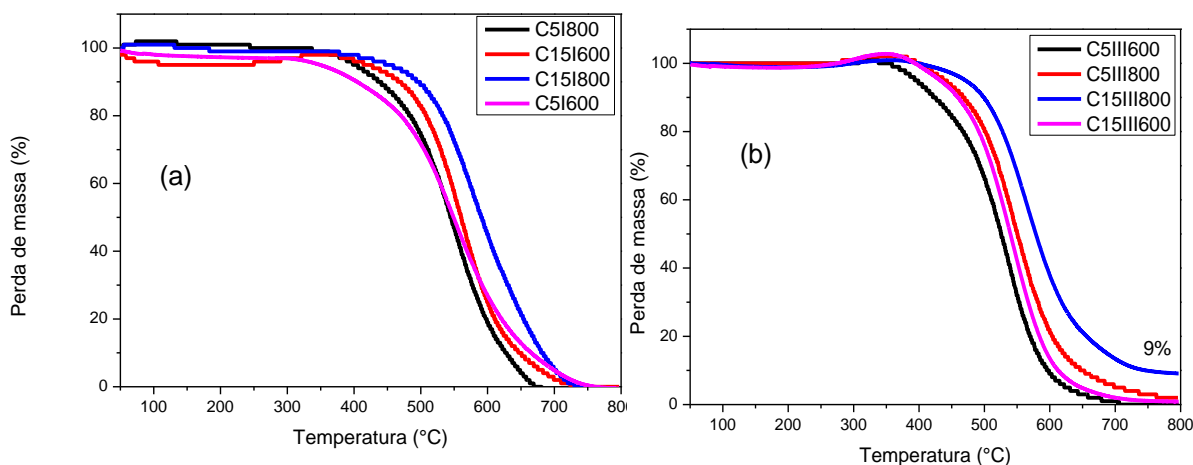 C5I800
C15I600
C15I800
C5I600
(a)
Perda de massa (%)
100
80
60
40
20
0
100 200 300 400 500 600 700 800
Temperatura (°C)
C5III600
C5III800
C15III800
C15III600
(b)
9%
Perda de massa (%)
120
100
80
60
40
20
0
100 200 300 400 500 600 700 800
Temperatura (°C)